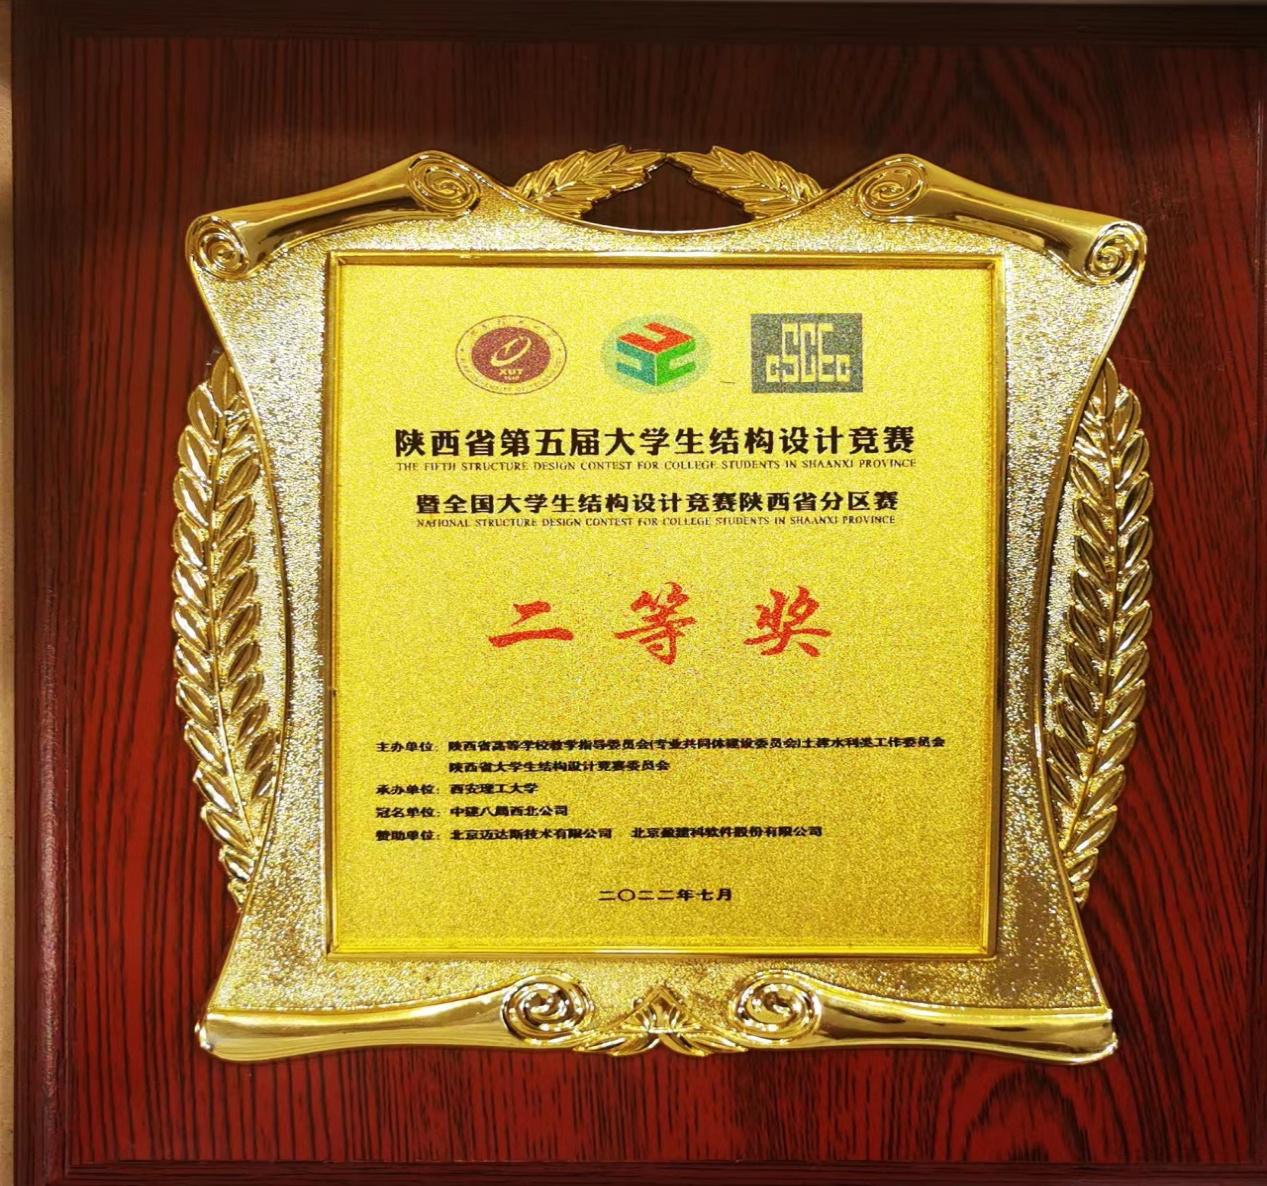 XUT
CSCEC
陕西省第五届大学生结构设计竞赛
THE FIFTH STRUCTURE DESIGN CONTEST FOR COLLEGE STUDENTS IN SHAANXI PROVINCE
暨全国大学生结构设计竞赛陕西省分区赛
NATIONAL STRUCTURE DESIGN CONTEST FOR COLLEGE STUDENTS IN SHAANXI PROVINCE
二等奖
主办单位：陕西省高等学校教学指导委员会(专业共同体建设委员会)土建水科类工作委员会
陕西省大学生结构设计竞赛委员会
承办单位：西安理工大学
冠名单位：中建八局西北公司
赞助单位：北京迈达斯技术有限公司 北京盈建科软件股份有限公司
二〇二二年七月